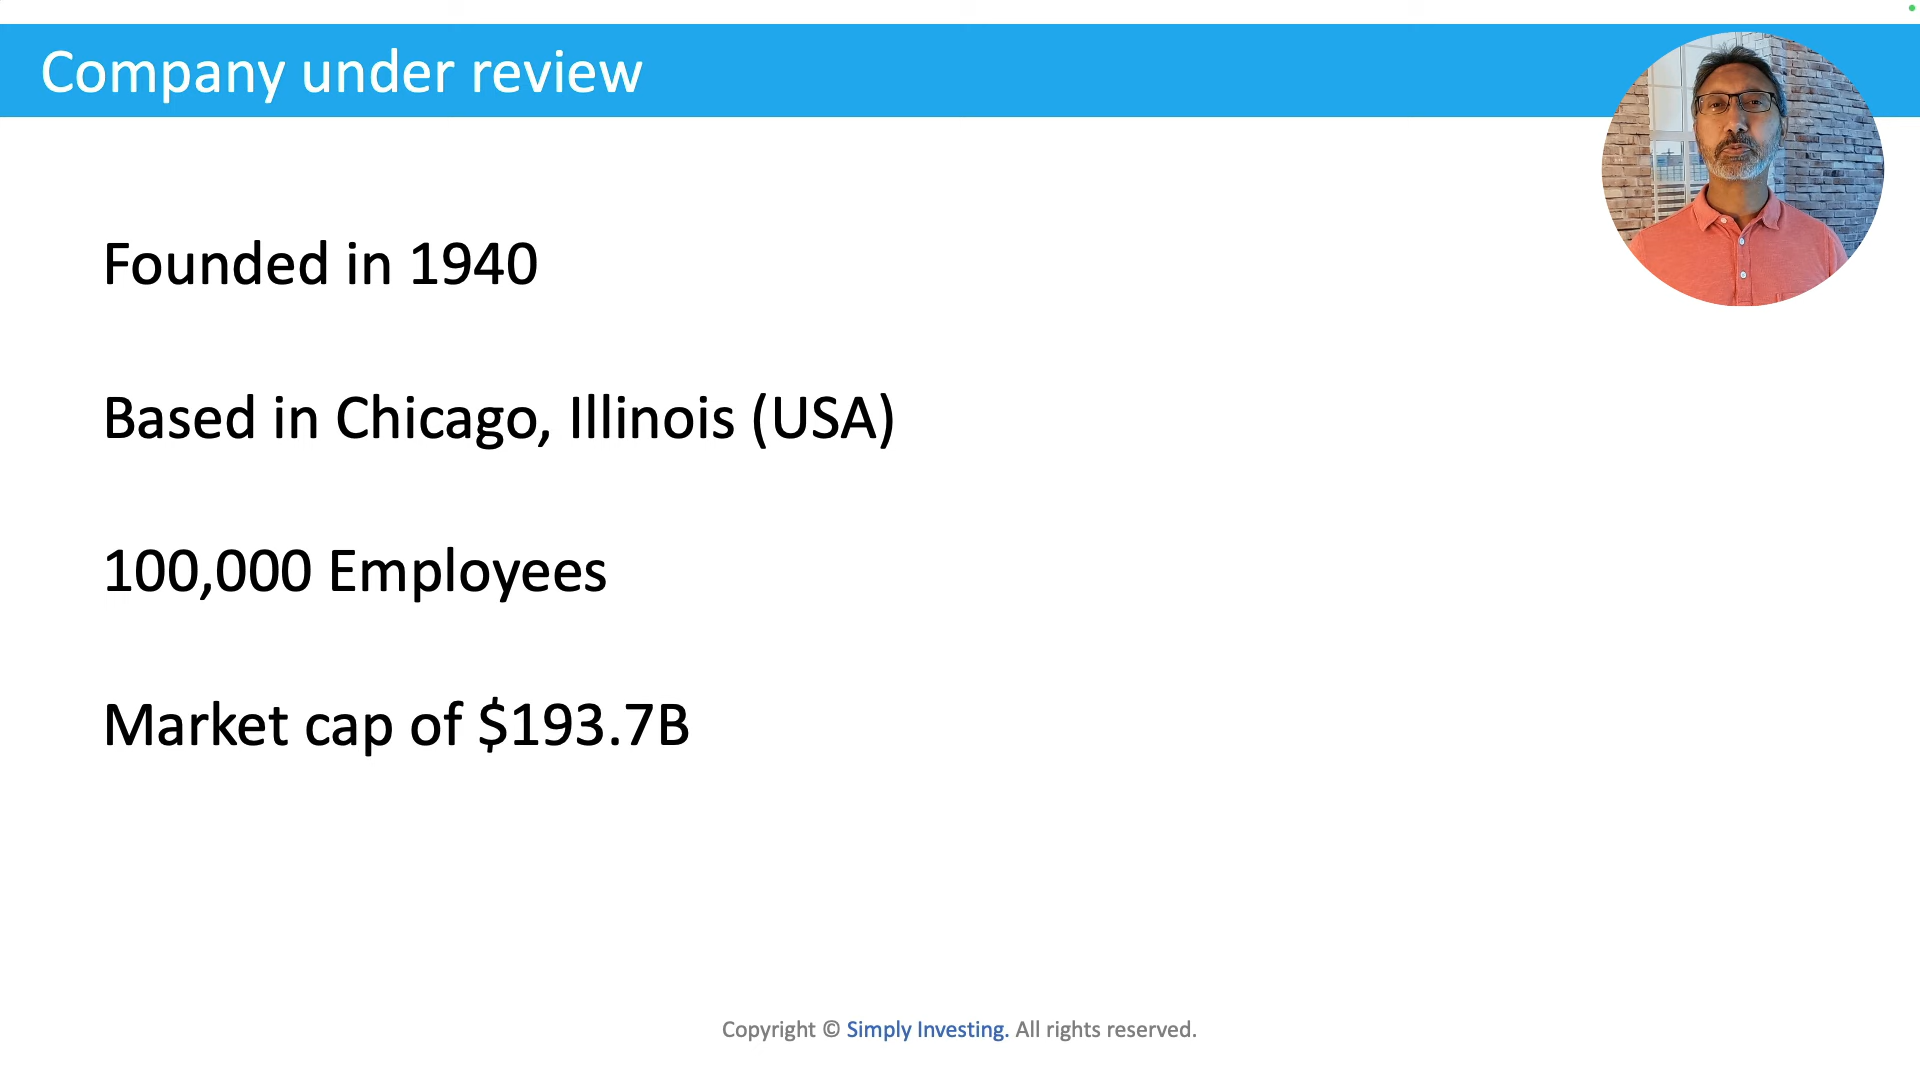 Company under review
Founded in 1940
Based in Chicago, Illinois (USA)
100,000 Employees
Market cap of $193.7B
Copyright © Simply Investing. All rights reserved.